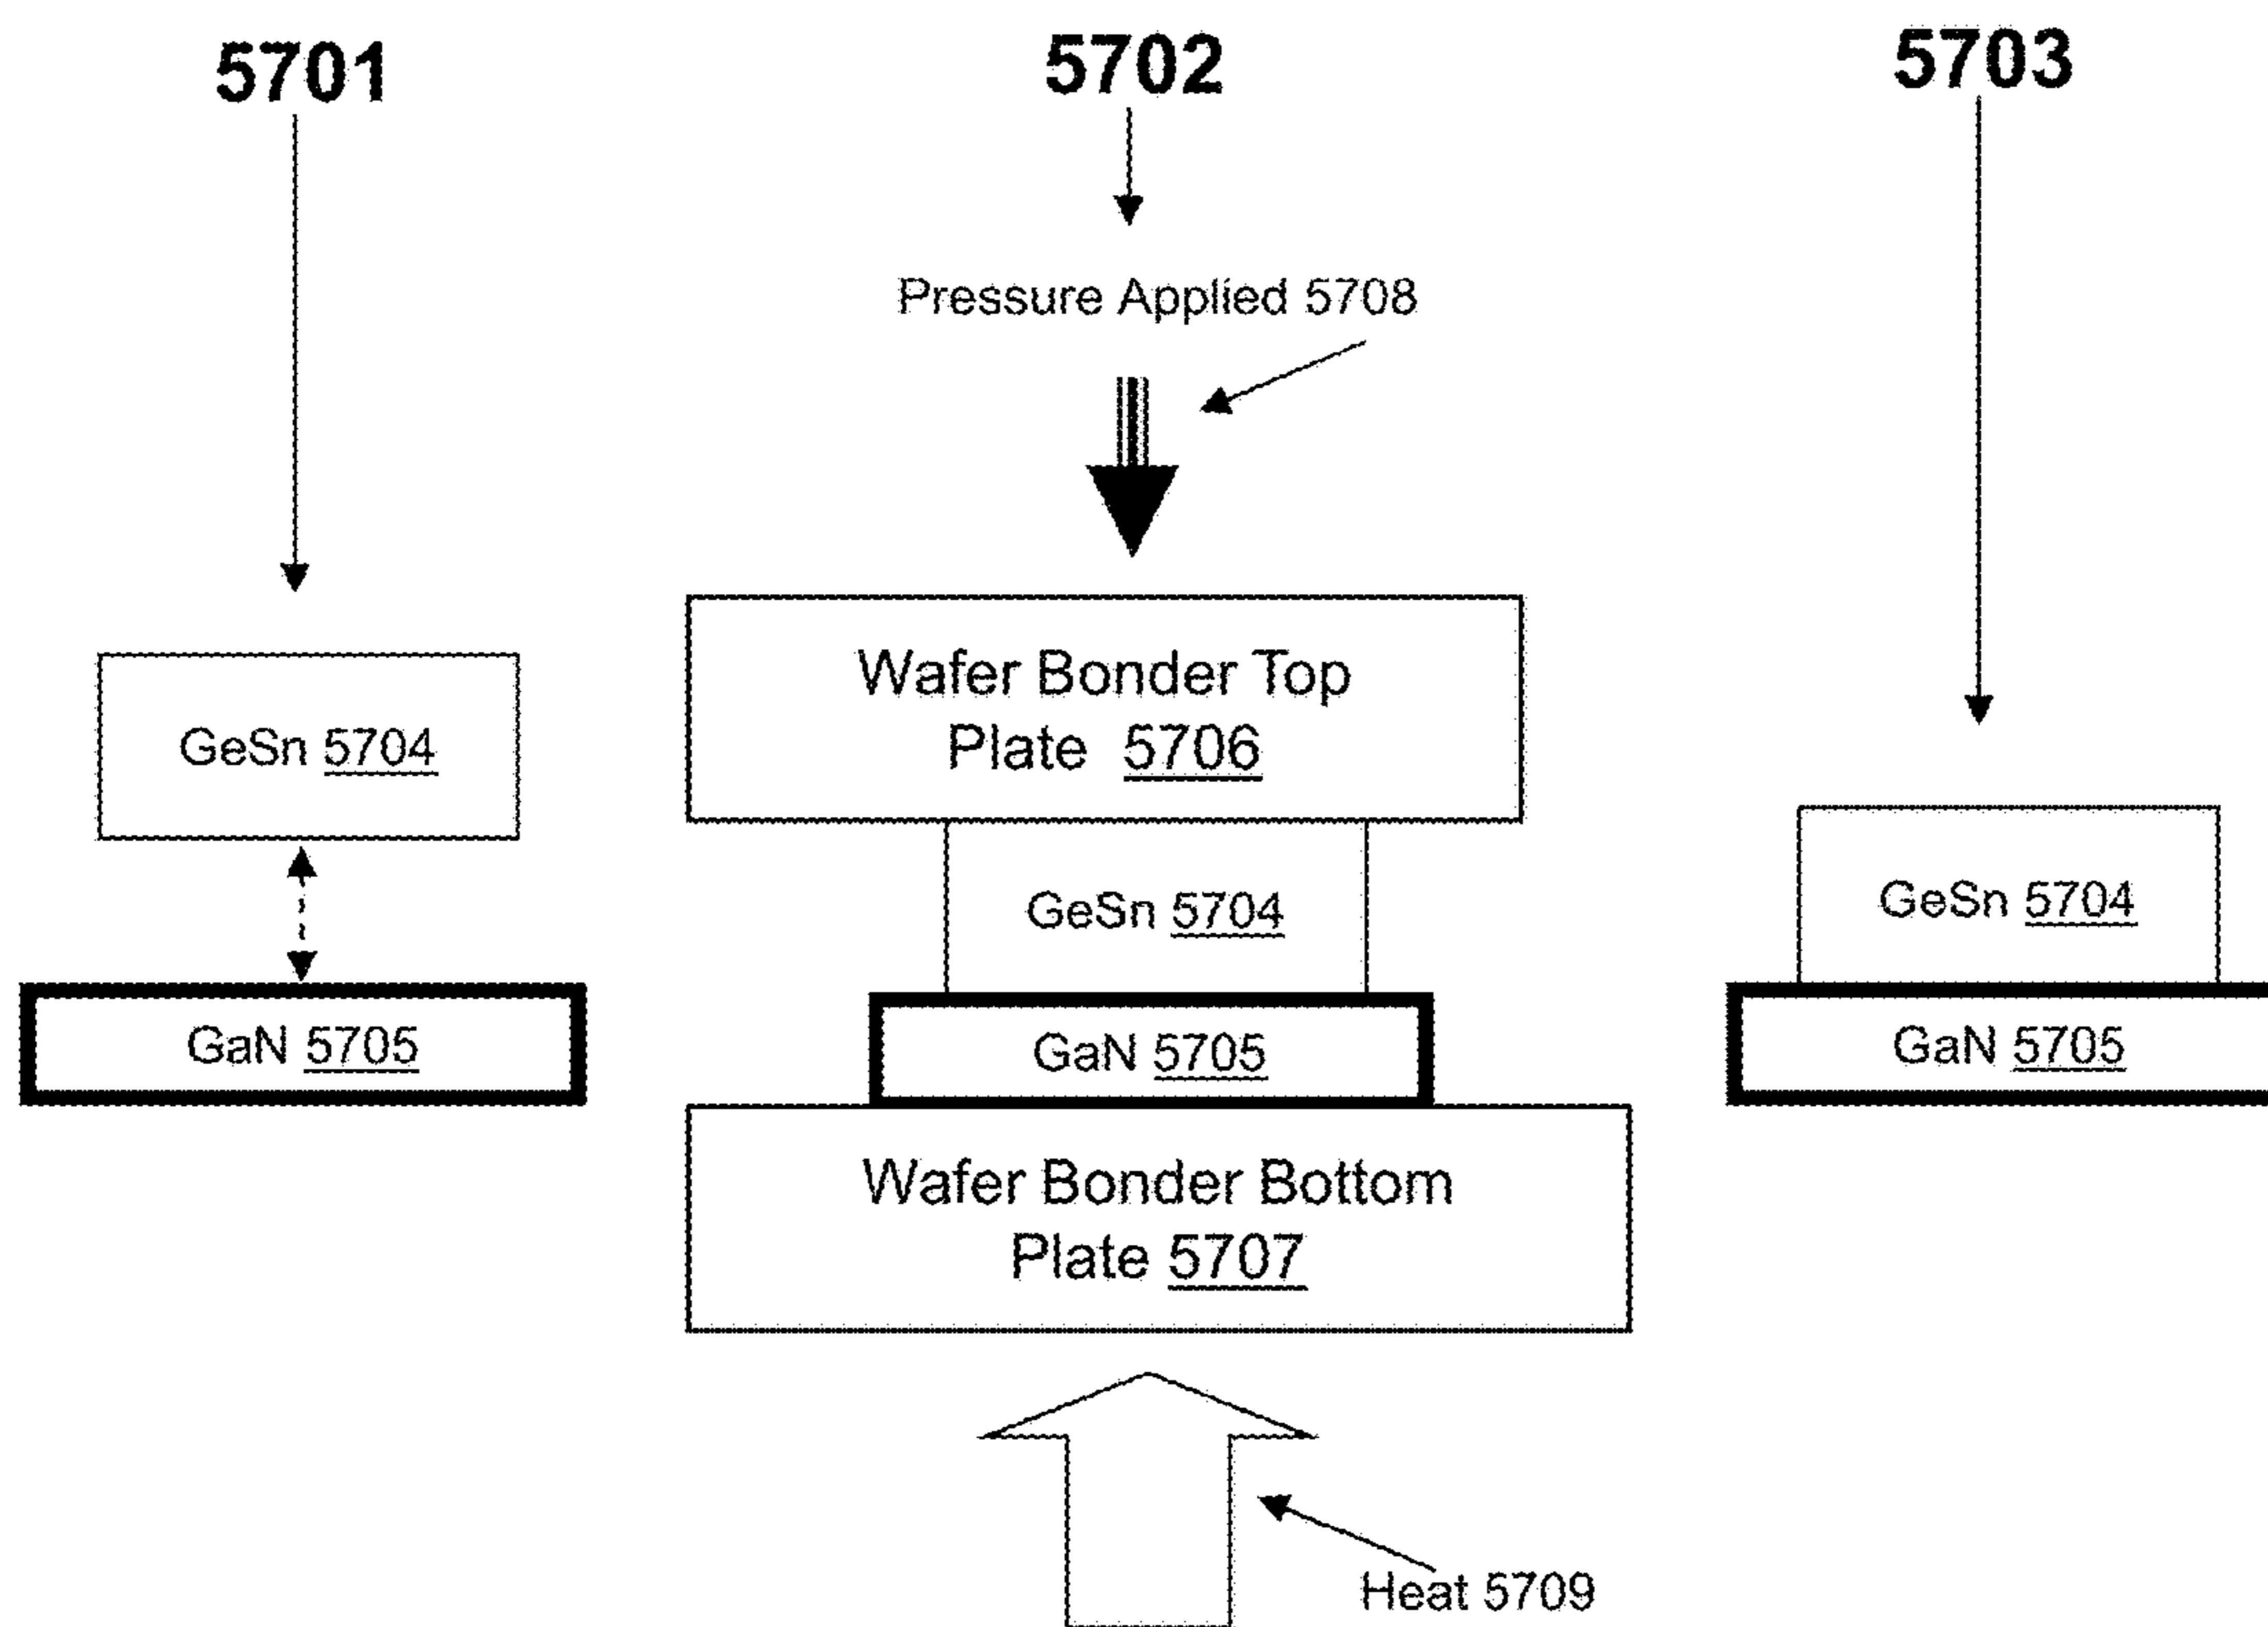 5701
5702
5703
Pressure Applied 5708
Wafer Bonder Top
Plate 5706
GeSn 5704
GeSn 5704
GeSn 5704
GaN 5705
GaN 5705
GaN 5705
Wafer Bonder Bottom
Plate 5707
Heat 5709